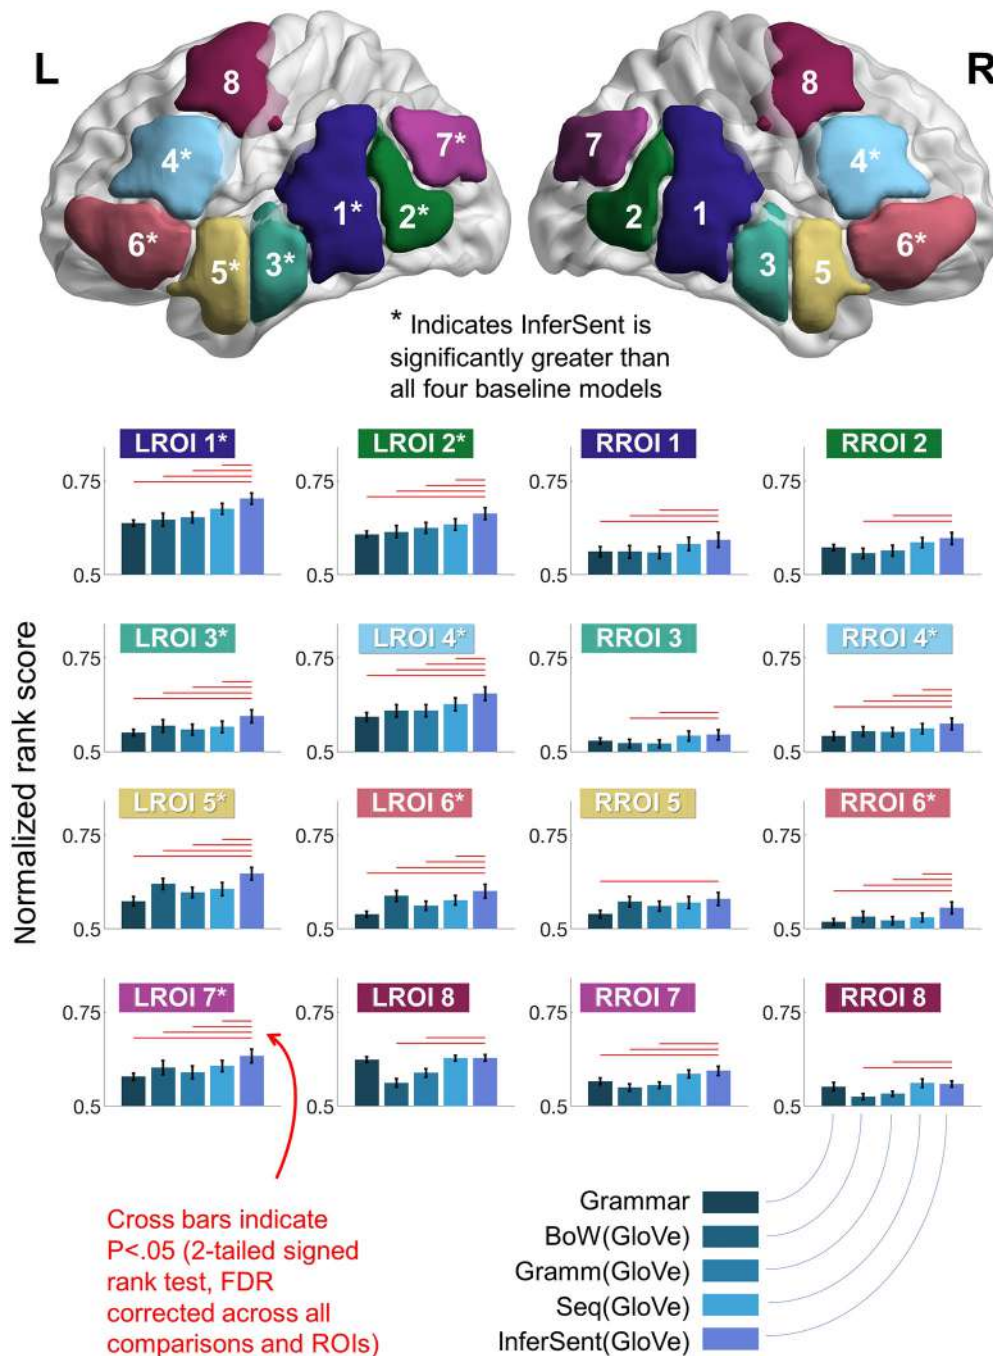 L
R
8
8
7*
7
4*
4*
1*
2*
2
1
6*
6*
5*
3*
3
5
* Indicates InferSent is
significantly greater than
all four baseline models
Normalized rank score
LROI 1*
LROI 2*
RROI 1
RROI 2
0.75
0.75
0.75
0.75
0.5
0.5
0.5
0.5
LROI 3*
LROI 4*
RROI 3
RROI 4*
0.75
0.75
0.75
0.75
0.5
0.5
0.5
0.5
LROI 5*
LROI 6*
RROI 5
RROI 6*
0.75
0.75
0.75
0.75
0.5
0.5
0.5
0.5
LROI 7*
LROI 8
RROI 7
RROI 8
0.75
0.75
0.75
0.75
0.5
0.5
0.5
0.5
Cross bars indicate
P<.05 (2-tailed signed
rank test, FDR
corrected across all
comparisons and ROIs)
Grammar
BoW(GloVe)
Gramm(GloVe)
Seq(GloVe)
InferSent(GloVe)